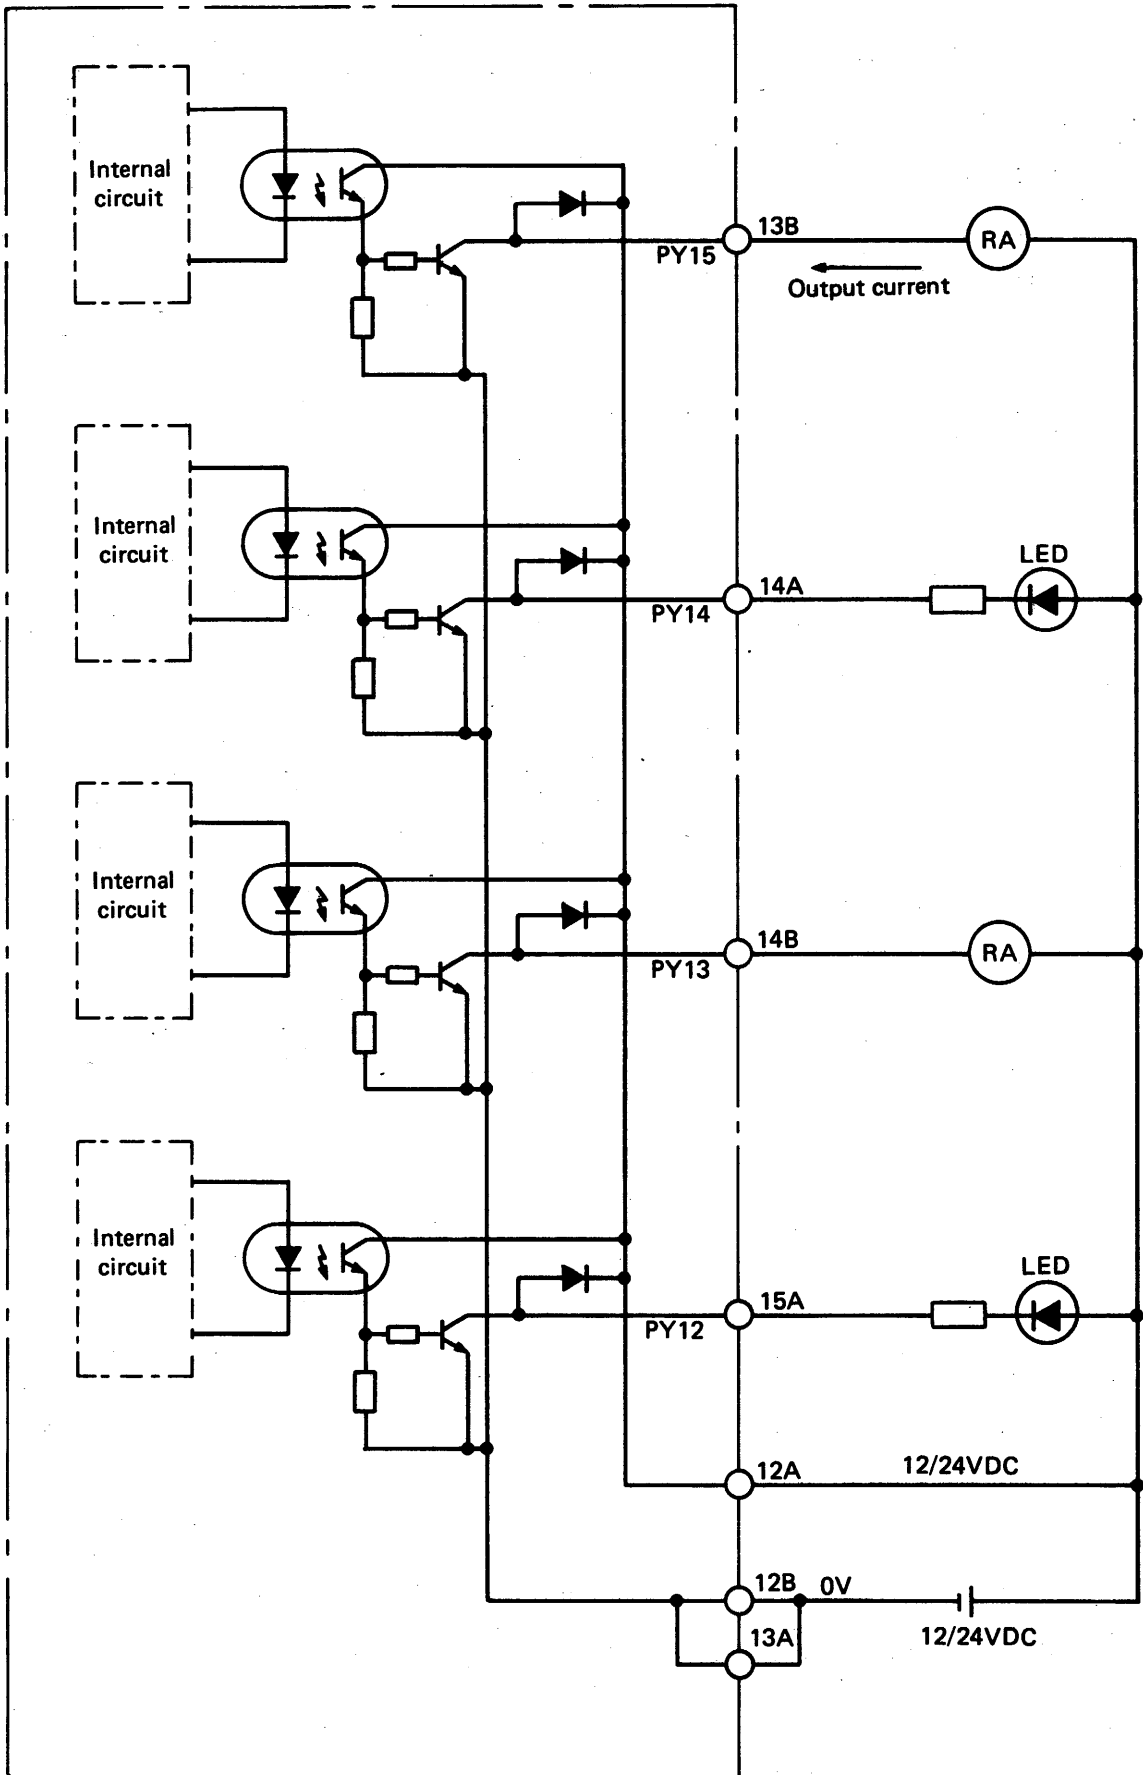 Internal
circuit
13B
RA
PY15
Output current
Internal
circuit
LED
14A
PY14
Internal
circuit
14B
RA
PY13
Internal
circuit
LED
15A
PY12
12A
12/24VDC
12B
0V
13A
12/24VDC